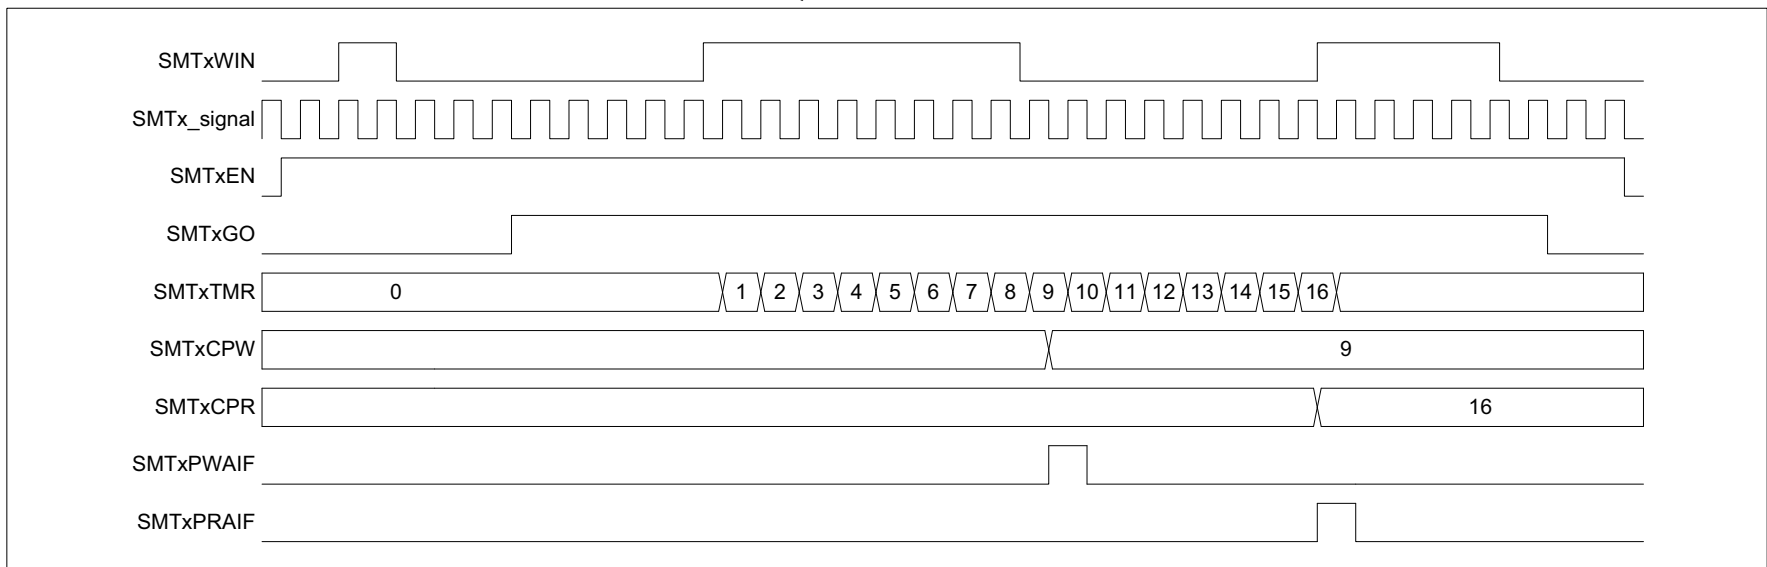 SMTxWIN
SMTx_signal
SMTxEN
SMTxGO
SMTxTMR 0 1 2 3 4 5 6 7 8 9 10 11 12 13 14 15 16
SMTxCPW 9
SMTxCPR 16
SMTxPWAIF
SMTxPRAIF